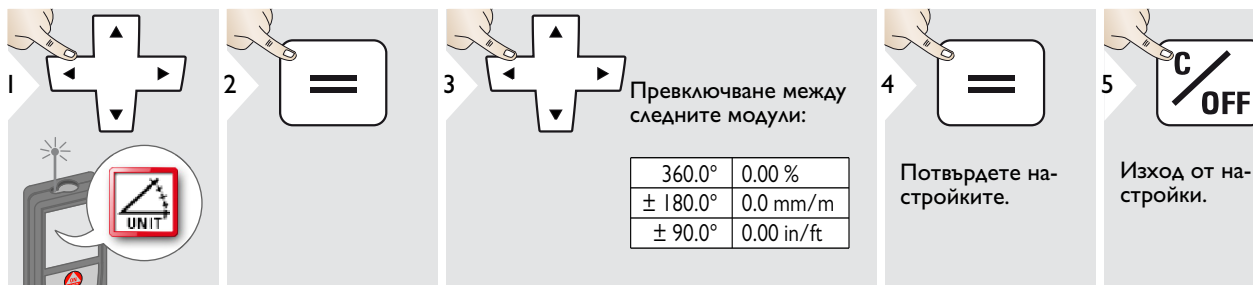 1
UNIT
2
3
Превключване между
следните модули:
360.0° 0.00 %
± 180.0° 0.0 mm/m
± 90.0° 0.00 in/ft
4
Потвърдете на-
стройките.
5
C/OFF
Изход от на-
стройки.